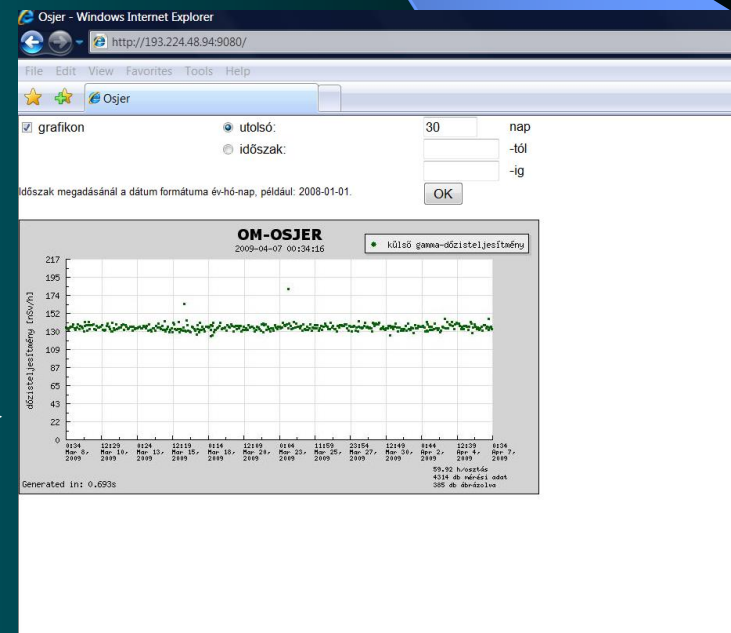 Osjer - Windows Internet Explorer
http://193.224.48.94:9080/
File Edit View Favorites Tools Help
Osjer
grafikon utolsó: 30 nap
időszak: -tól
-ig
Időszak megadásánál a dátum formátuma év-hó-nap, például: 2008-01-01.
OK
OM-OSJER
2009-04-07 00:34:16
külső gamma-dózisteljesítmény
dózisteljesítmény [nSv/h]
217
195
174
152
130
109
87
65
43
22
0
0:34 12:29 0:24 12:19 0:14 12:09 0:04 11:59 23:54 12:49 0:44 12:39 0:34
Mar 8, Mar 10, Mar 13, Mar 15, Mar 18, Mar 20, Mar 23, Mar 25, Mar 27, Mar 30, Apr 2, Apr 4, Apr 7,
2009 2009 2009 2009 2009 2009 2009 2009 2009 2009 2009 2009 2009
59.92 h/osztás
4314 db mérési adat
385 db ábrázolva
Generated in: 0.693s